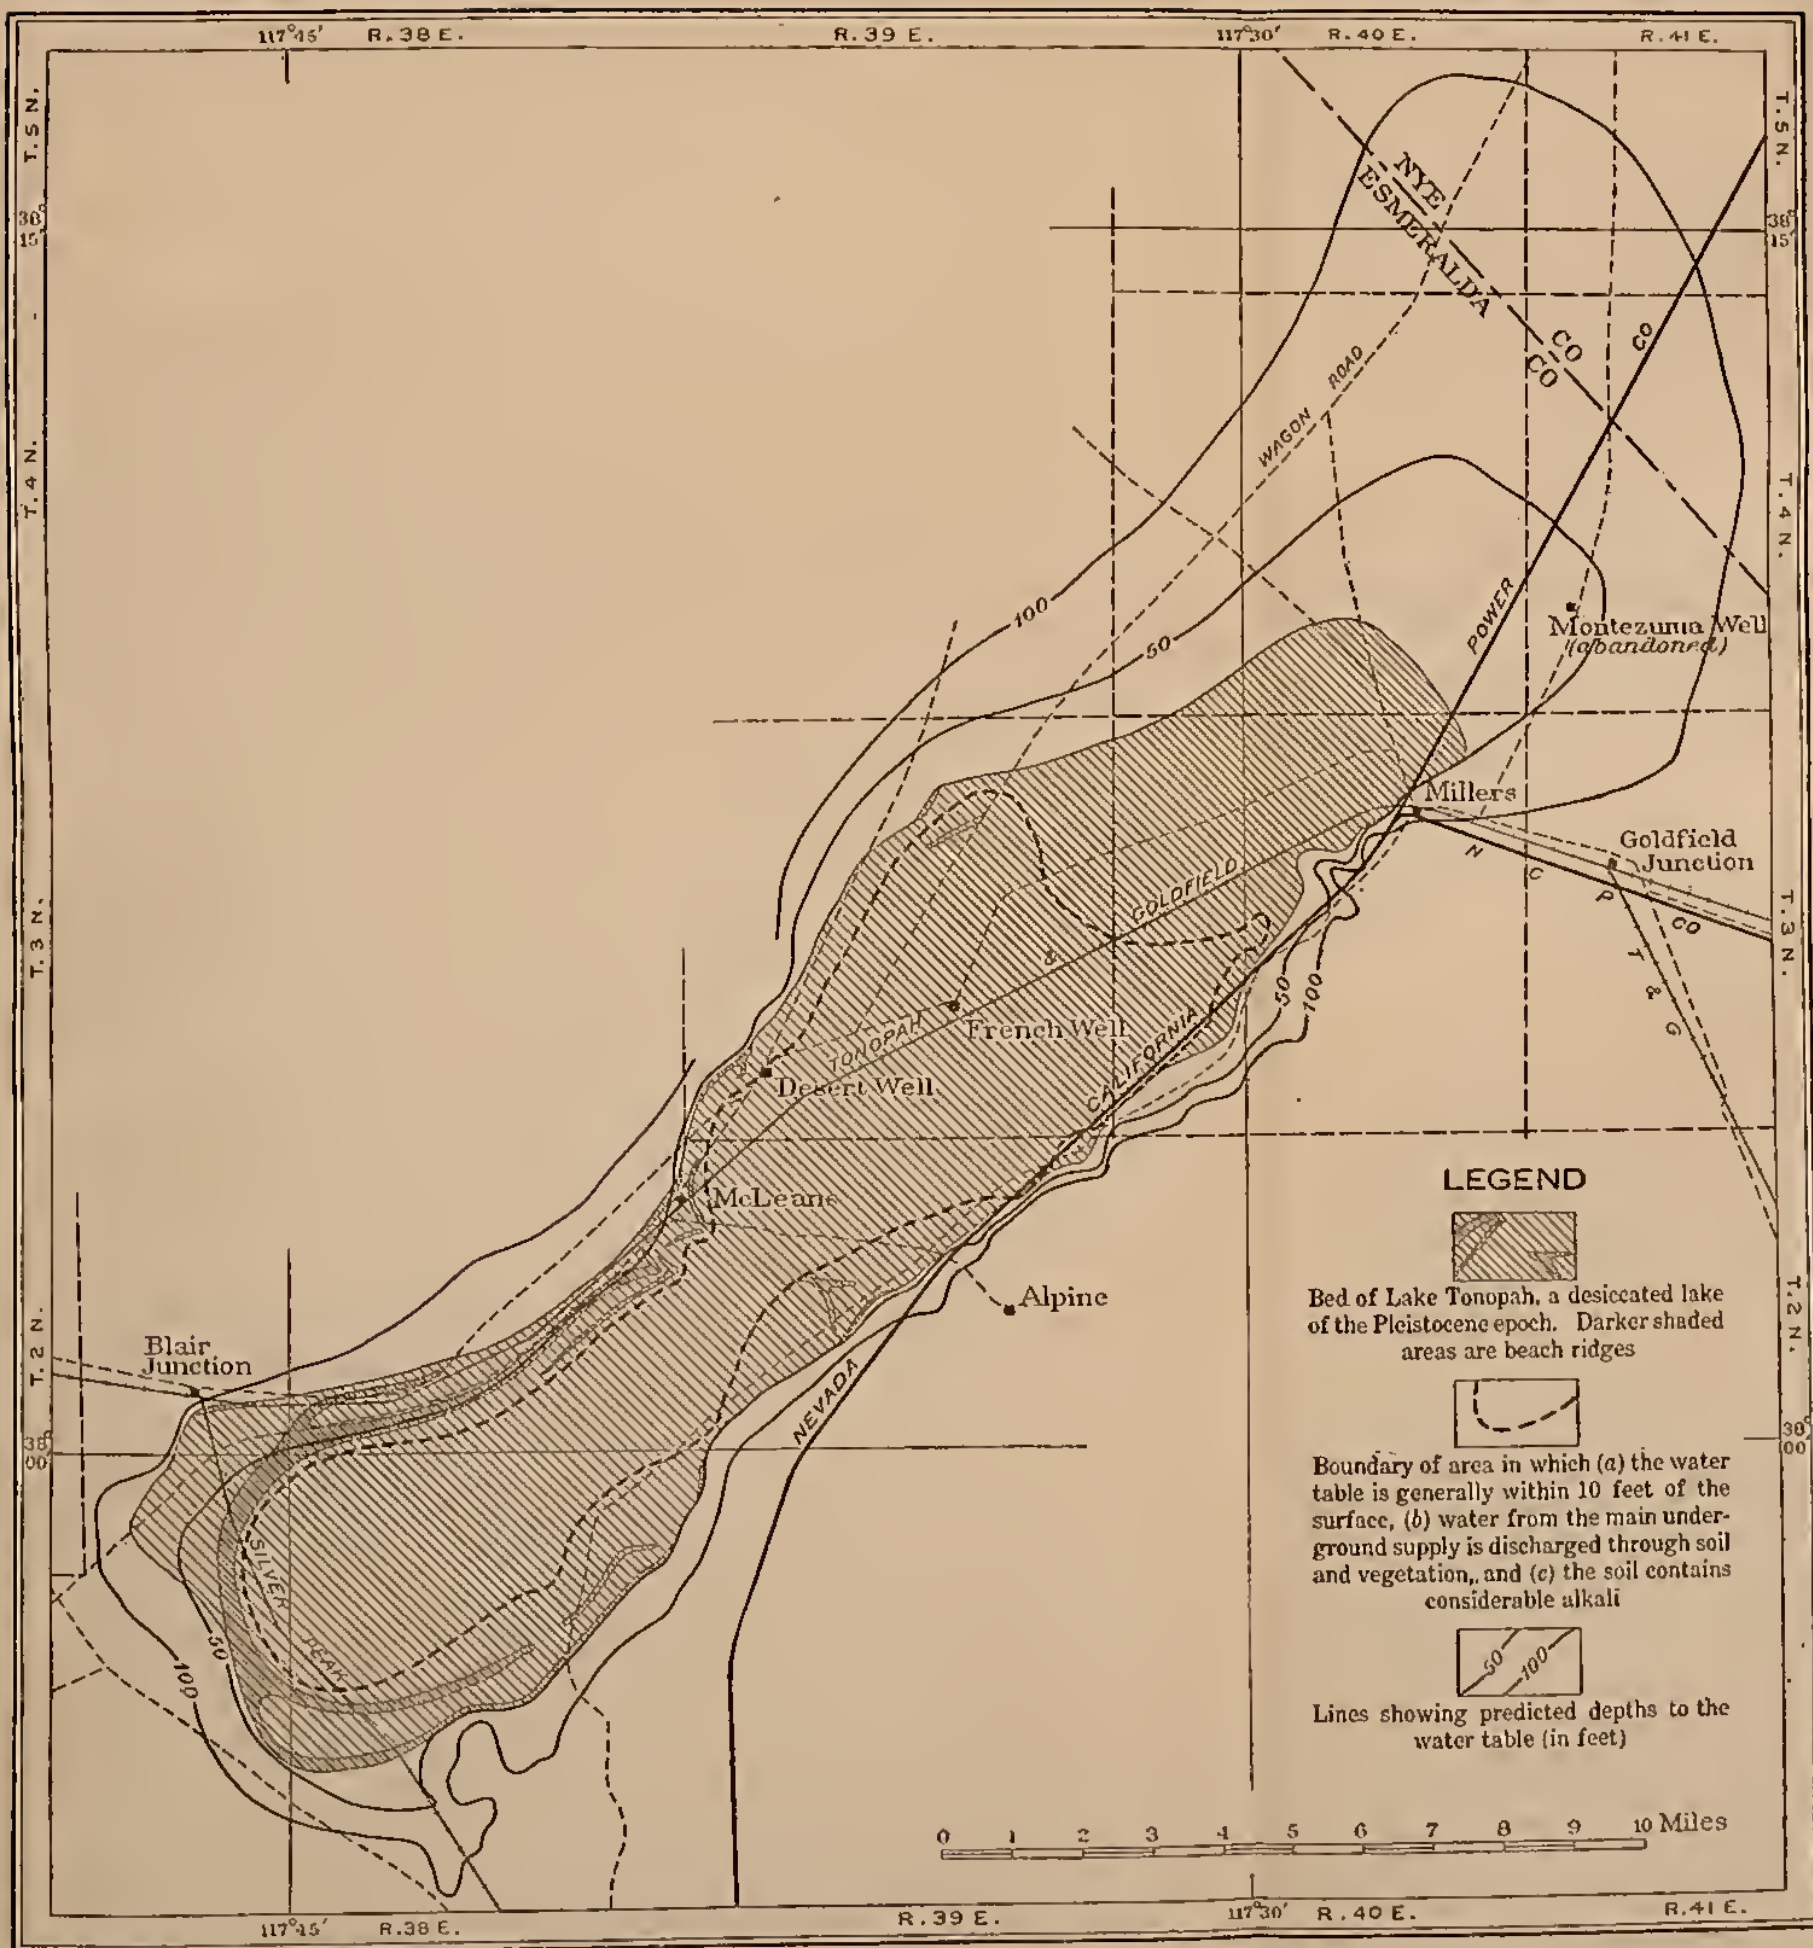 117°45' R.38 E. R.39 E. 117°30' R.40 E. R.41 E.
T.5 N.
T.5 N.
38°
15'
38°
15'
NYE
ESMERALDA
CO
CO
CO
WAGON ROAD
T.4 N.
T.4 N.
100
50
POWER
Montezuma Well
(abandoned)
Millers
Goldfield
Junction
N C P CO
T & G
T.3 N.
T.3 N.
TONOPAH & GOLDFIELD
French Well
Desert Well
CALIFORNIA
50
100
McLeans
Alpine
NEVADA
Blair
Junction
T.2 N.
T.2 N.
38°
00'
38°
00'
SILVER PEAK
50
100
LEGEND
Bed of Lake Tonopah, a desiccated lake
of the Pleistocene epoch. Darker shaded
areas are beach ridges
Boundary of area in which (a) the water
table is generally within 10 feet of the
surface, (b) water from the main under-
ground supply is discharged through soil
and vegetation,, and (c) the soil contains
considerable alkali
50 100
Lines showing predicted depths to the
water table (in feet)
0 1 2 3 4 5 6 7 8 9 10 Miles
117°45' R.38 E. R.39 E. 117°30' R.40 E. R.41 E.